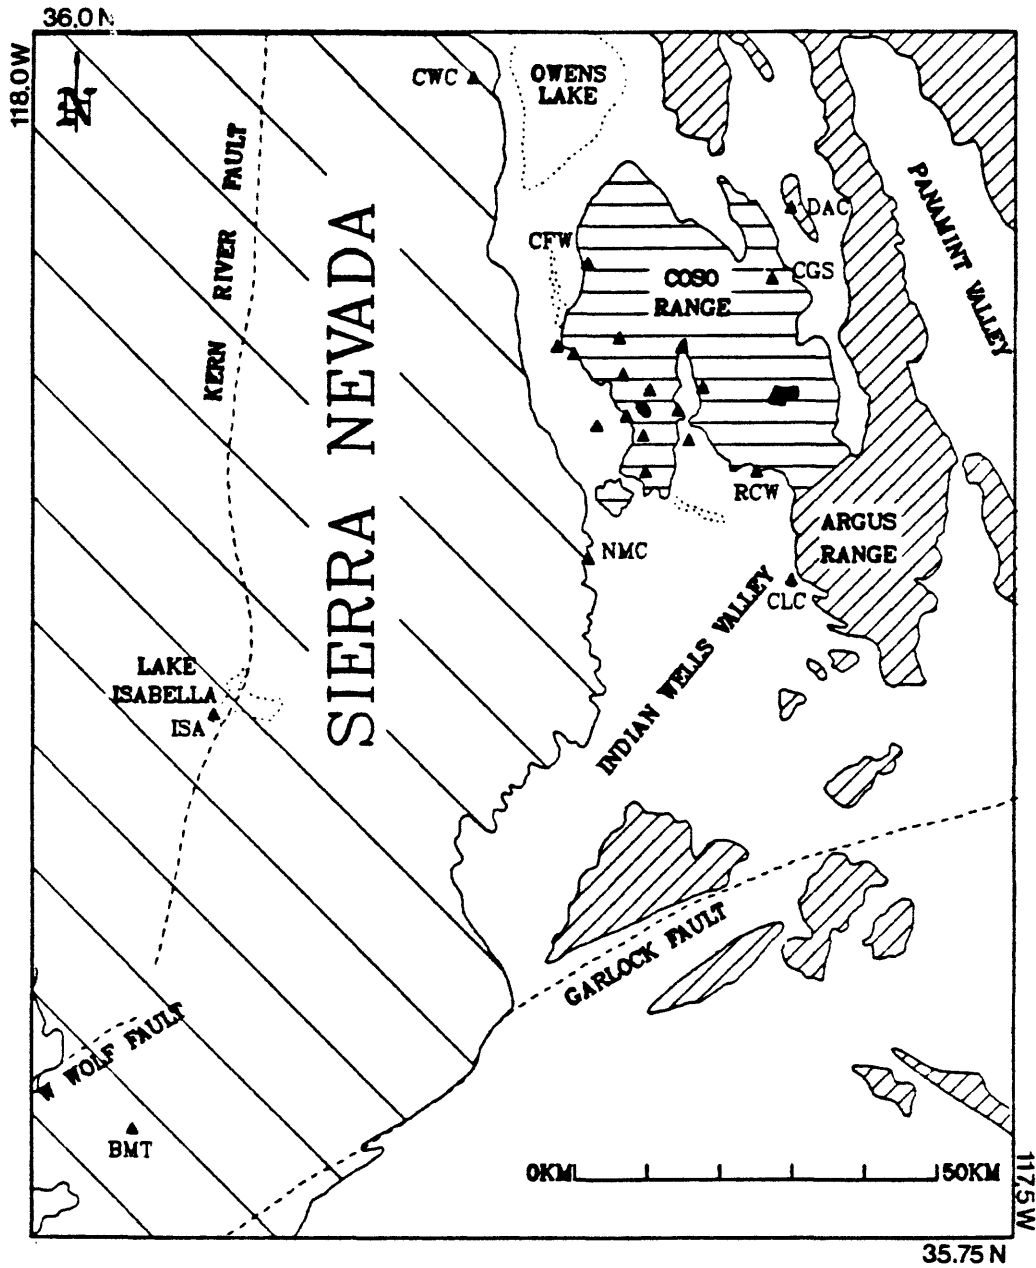 36.0 N
118.0W
N
CWC
OWENS
LAKE
KERN RIVER FAULT
SIERRA NEVADA
PANAMINT VALLEY
DAC
CFW
COSO
RANGE
CGS
RCW
ARGUS
RANGE
NMC
CLC
INDIAN WELLS VALLEY
LAKE
ISABELLA
ISA
GARLOCK FAULT
W WOLF FAULT
BMT
0KM
50KM
117.5 W
35.75 N